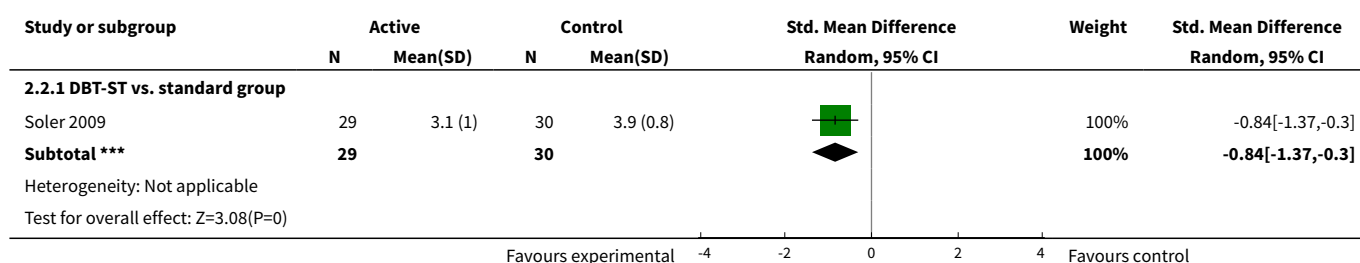 Study or subgroup Active Control Std. Mean Difference Weight Std. Mean Difference
N Mean(SD) N Mean(SD) Random, 95% CI Random, 95% CI
2.2.1 DBT-ST vs. standard group
Soler 2009 29 3.1 (1) 30 3.9 (0.8) 100% -0.84[-1.37,-0.3]
Subtotal *** 29 30 100% -0.84[-1.37,-0.3]
Heterogeneity: Not applicable
Test for overall effect: Z=3.08(P=0)
Favours experimental -4 -2 0 2 4 Favours control